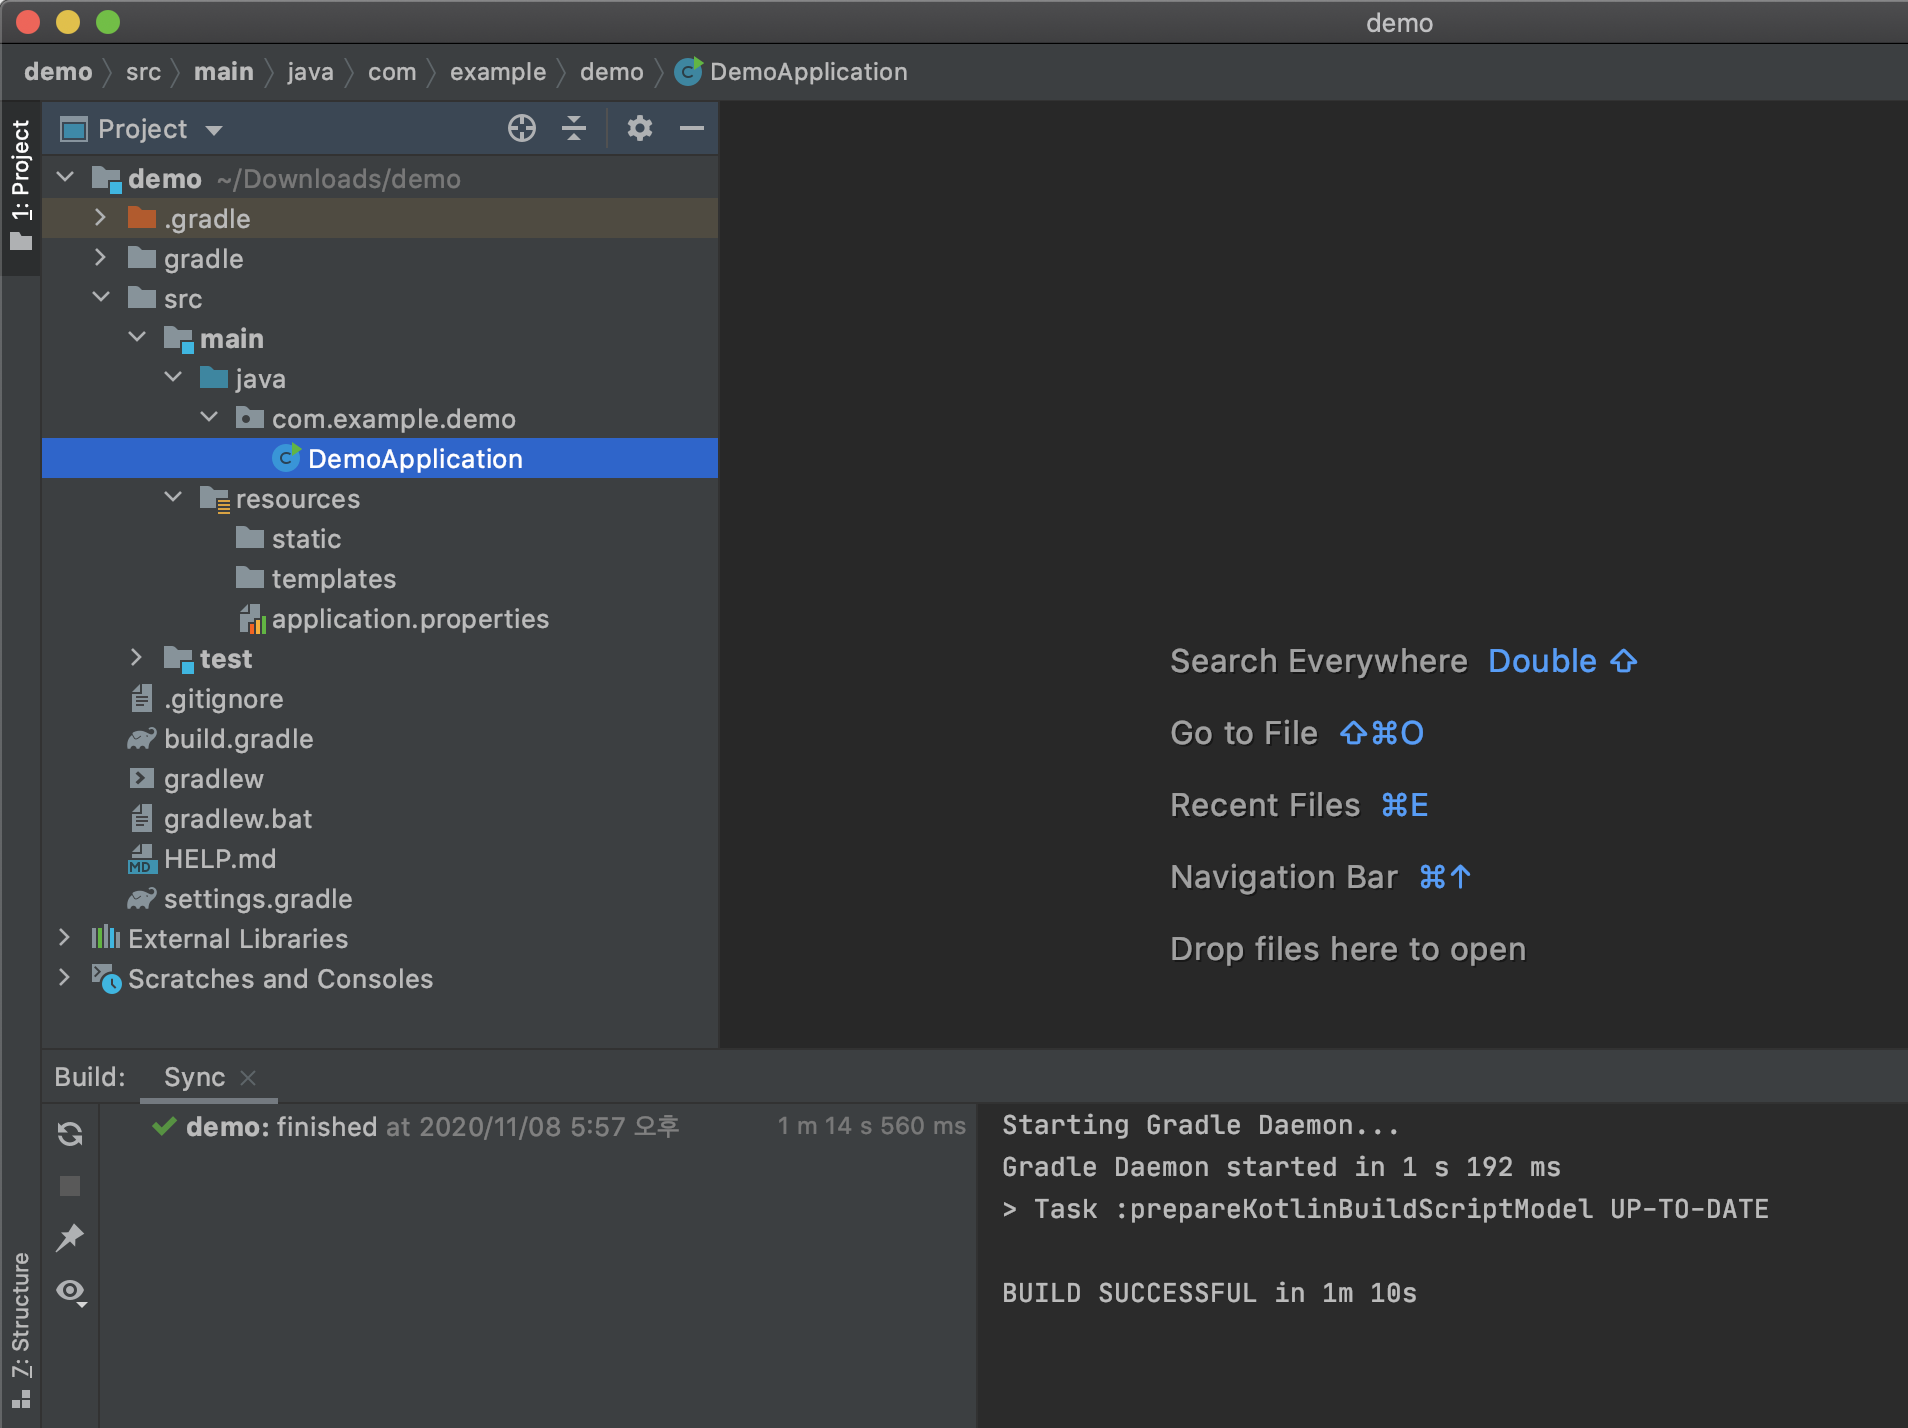 demo
demo src main java com example demo DemoApplication
1: Project
Project
demo ~/Downloads/demo
.gradle
gradle
src
main
java
com.example.demo
C DemoApplication
resources
static
templates
application.properties
test
.gitignore
build.gradle
gradlew
gradlew.bat
MD HELP.md
settings.gradle
External Libraries
Scratches and Consoles
Search Everywhere Double ⇧
Go to File ⇧⌘O
Recent Files ⌘E
Navigation Bar ⌘↑
Drop files here to open
7: Structure
Build: Sync
demo: finished at 2020/11/08 5:57 오후 1 m 14 s 560 ms
Starting Gradle Daemon...
Gradle Daemon started in 1 s 192 ms
> Task :prepareKotlinBuildScriptModel UP-TO-DATE
BUILD SUCCESSFUL in 1m 10s